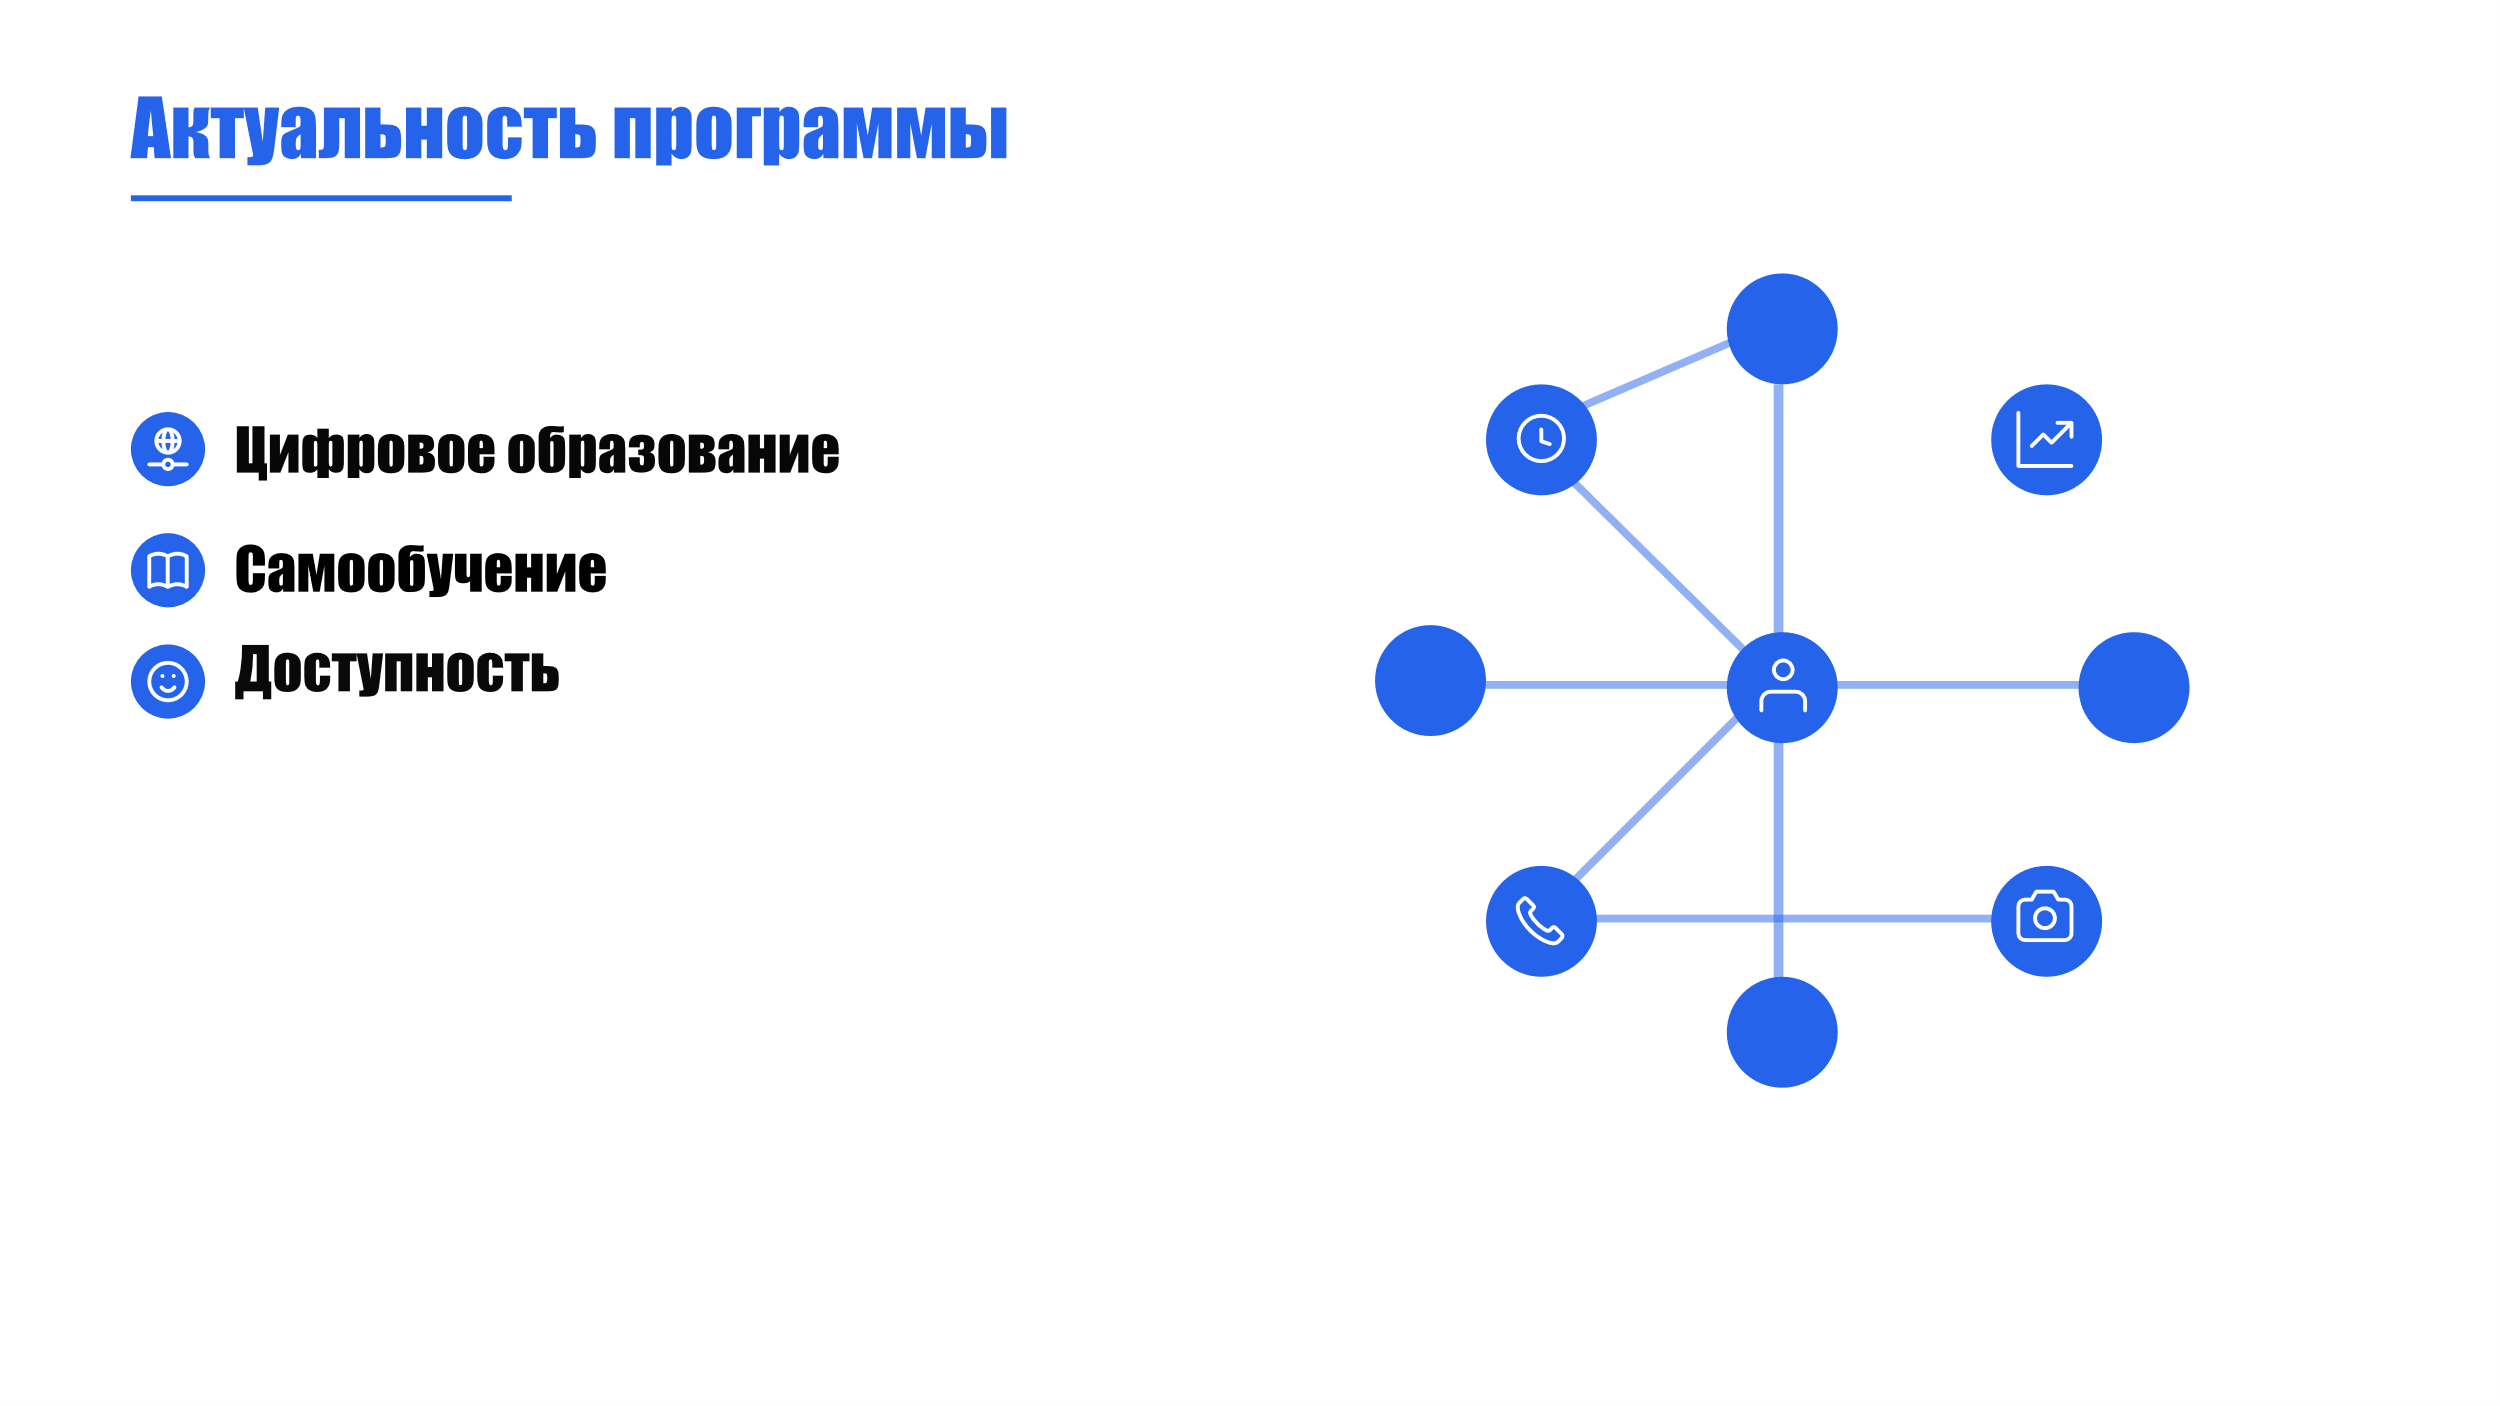 Актуальность программы
Цифровое образование
Самообучение
Доступность